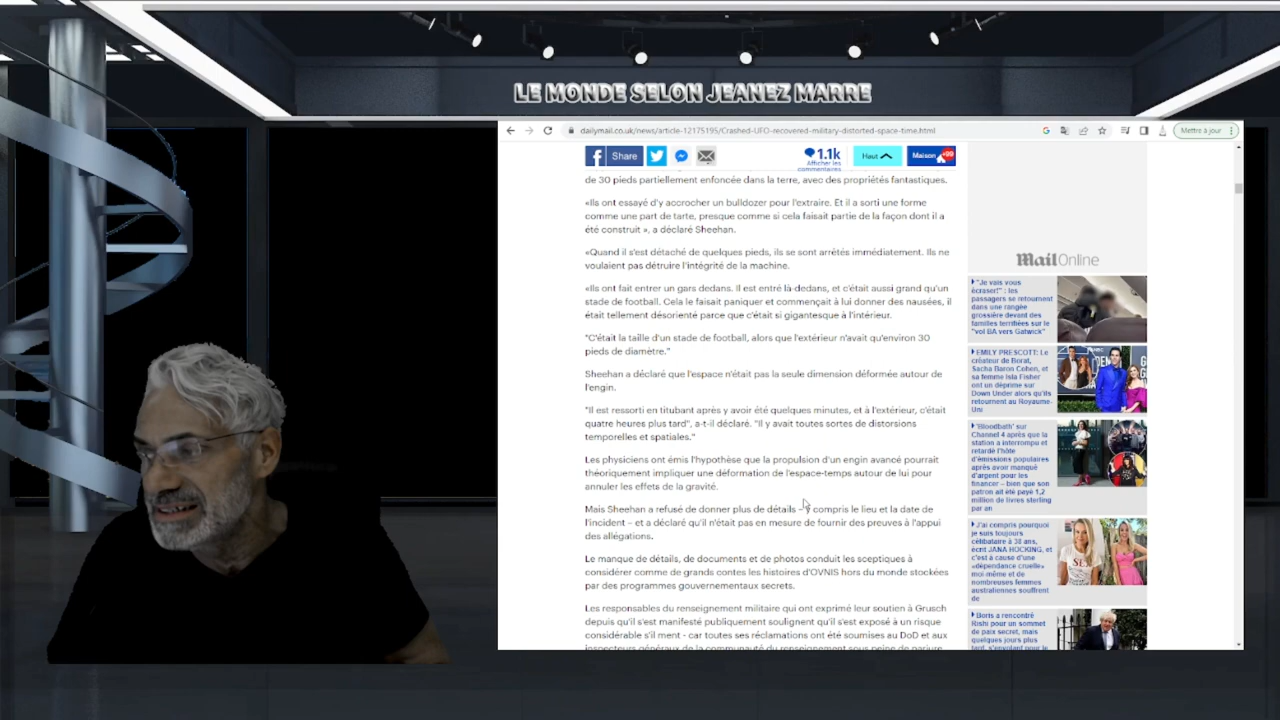 LE MONDE SELON JEANEZ MARRE
dailymail.co.uk/news/article-12175195/Crashed-UFO-recovered-military-distorted-space-time.html
Mettre à jour
Share
1.1k
Afficher les
commentaires
Haut
Maison
+99
de 30 pieds partiellement enfoncée dans la terre, avec des propriétés fantastiques.
«Ils ont essayé d'y accrocher un bulldozer pour l'extraire. Et il a sorti une forme
comme une part de tarte, presque comme si cela faisait partie de la façon dont il a
été construit », a déclaré Sheehan.
«Quand il s'est détaché de quelques pieds, ils se sont arrêtés immédiatement. Ils ne
voulaient pas détruire l'intégrité de la machine.
«Ils ont fait entrer un gars dedans. Il est entré là-dedans, et c'était aussi grand qu'un
stade de football. Cela le faisait paniquer et commençait à lui donner des nausées, il
était tellement désorienté parce que c'était si gigantesque à l'intérieur.
"C'était la taille d'un stade de football, alors que l'extérieur n'avait qu'environ 30
pieds de diamètre."
Sheehan a déclaré que l'espace n'était pas la seule dimension déformée autour de
l'engin.
"Il est ressorti en titubant après y avoir été quelques minutes, et à l'extérieur, c'était
quatre heures plus tard", a-t-il déclaré. "Il y avait toutes sortes de distorsions
temporelles et spatiales."
Les physiciens ont émis l'hypothèse que la propulsion d'un engin avancé pourrait
théoriquement impliquer une déformation de l'espace-temps autour de lui pour
annuler les effets de la gravité.
Mais Sheehan a refusé de donner plus de détails – y compris le lieu et la date de
l'incident – et a déclaré qu'il n'était pas en mesure de fournir des preuves à l'appui
des allégations.
Le manque de détails, de documents et de photos conduit les sceptiques à
considérer comme de grands contes les histoires d'OVNIS hors du monde stockées
par des programmes gouvernementaux secrets.
Les responsables du renseignement militaire qui ont exprimé leur soutien à Grusch
depuis qu'il s'est manifesté publiquement soulignent qu'il s'est exposé à un risque
considérable s'il ment - car toutes ses réclamations ont été soumises au DoD et aux
inspecteurs généraux de la communauté du renseignement sous peine de parjure
Mail Online
"Je vais vous
écraser!" : les
passagers se retournent
dans une rangée
grossière devant des
familles terrifiées sur le
"vol BA vers Gatwick"
EMILY PRESCOTT: Le
créateur de Borat,
Sacha Baron Cohen, et
sa femme Isla Fisher
ont un déprime sur
Down Under alors qu'ils
retournent au Royaume-
Uni
'Bloodbath' sur
Channel 4 après que la
station a interrompu et
retardé l'hôte
d'émissions populaires
après avoir manqué
d'argent pour les
financer – bien que son
patron ait été payé 1,2
million de livres sterling
par an
J'ai compris pourquoi
je suis toujours
célibataire à 38 ans,
écrit JANA HOCKING, et
c'est à cause d'une
«dépendance cruelle»
moi-même et de
nombreuses femmes
australiennes souffrent
de
Boris a rencontré
Rishi pour un sommet
de paix secret, mais
quelques jours plus
tard, s'envolant pour le